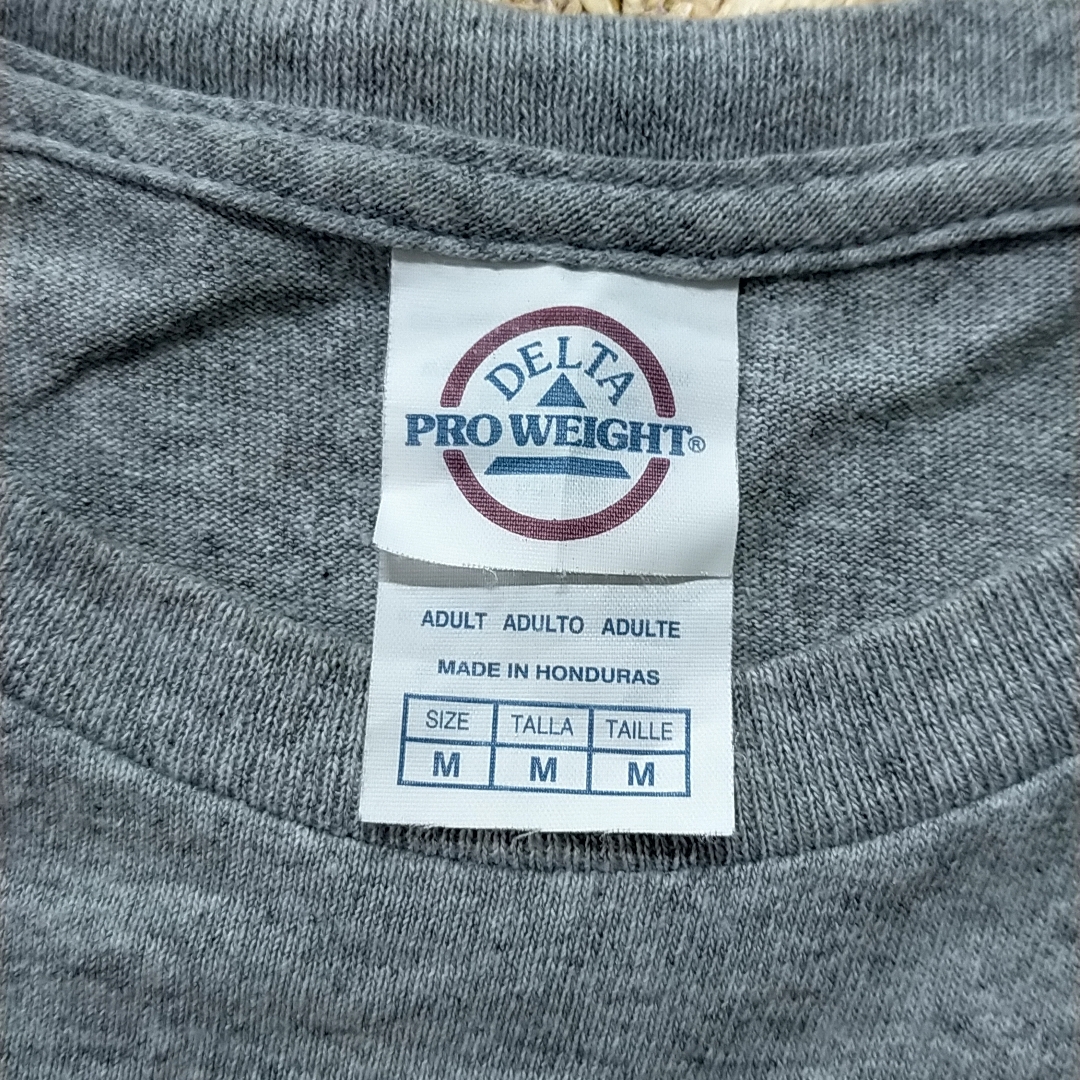 DELTA
PRO WEIGHT®
ADULT ADULTO ADULTE
MADE IN HONDURAS
SIZE TALLA TAILLE
M M M